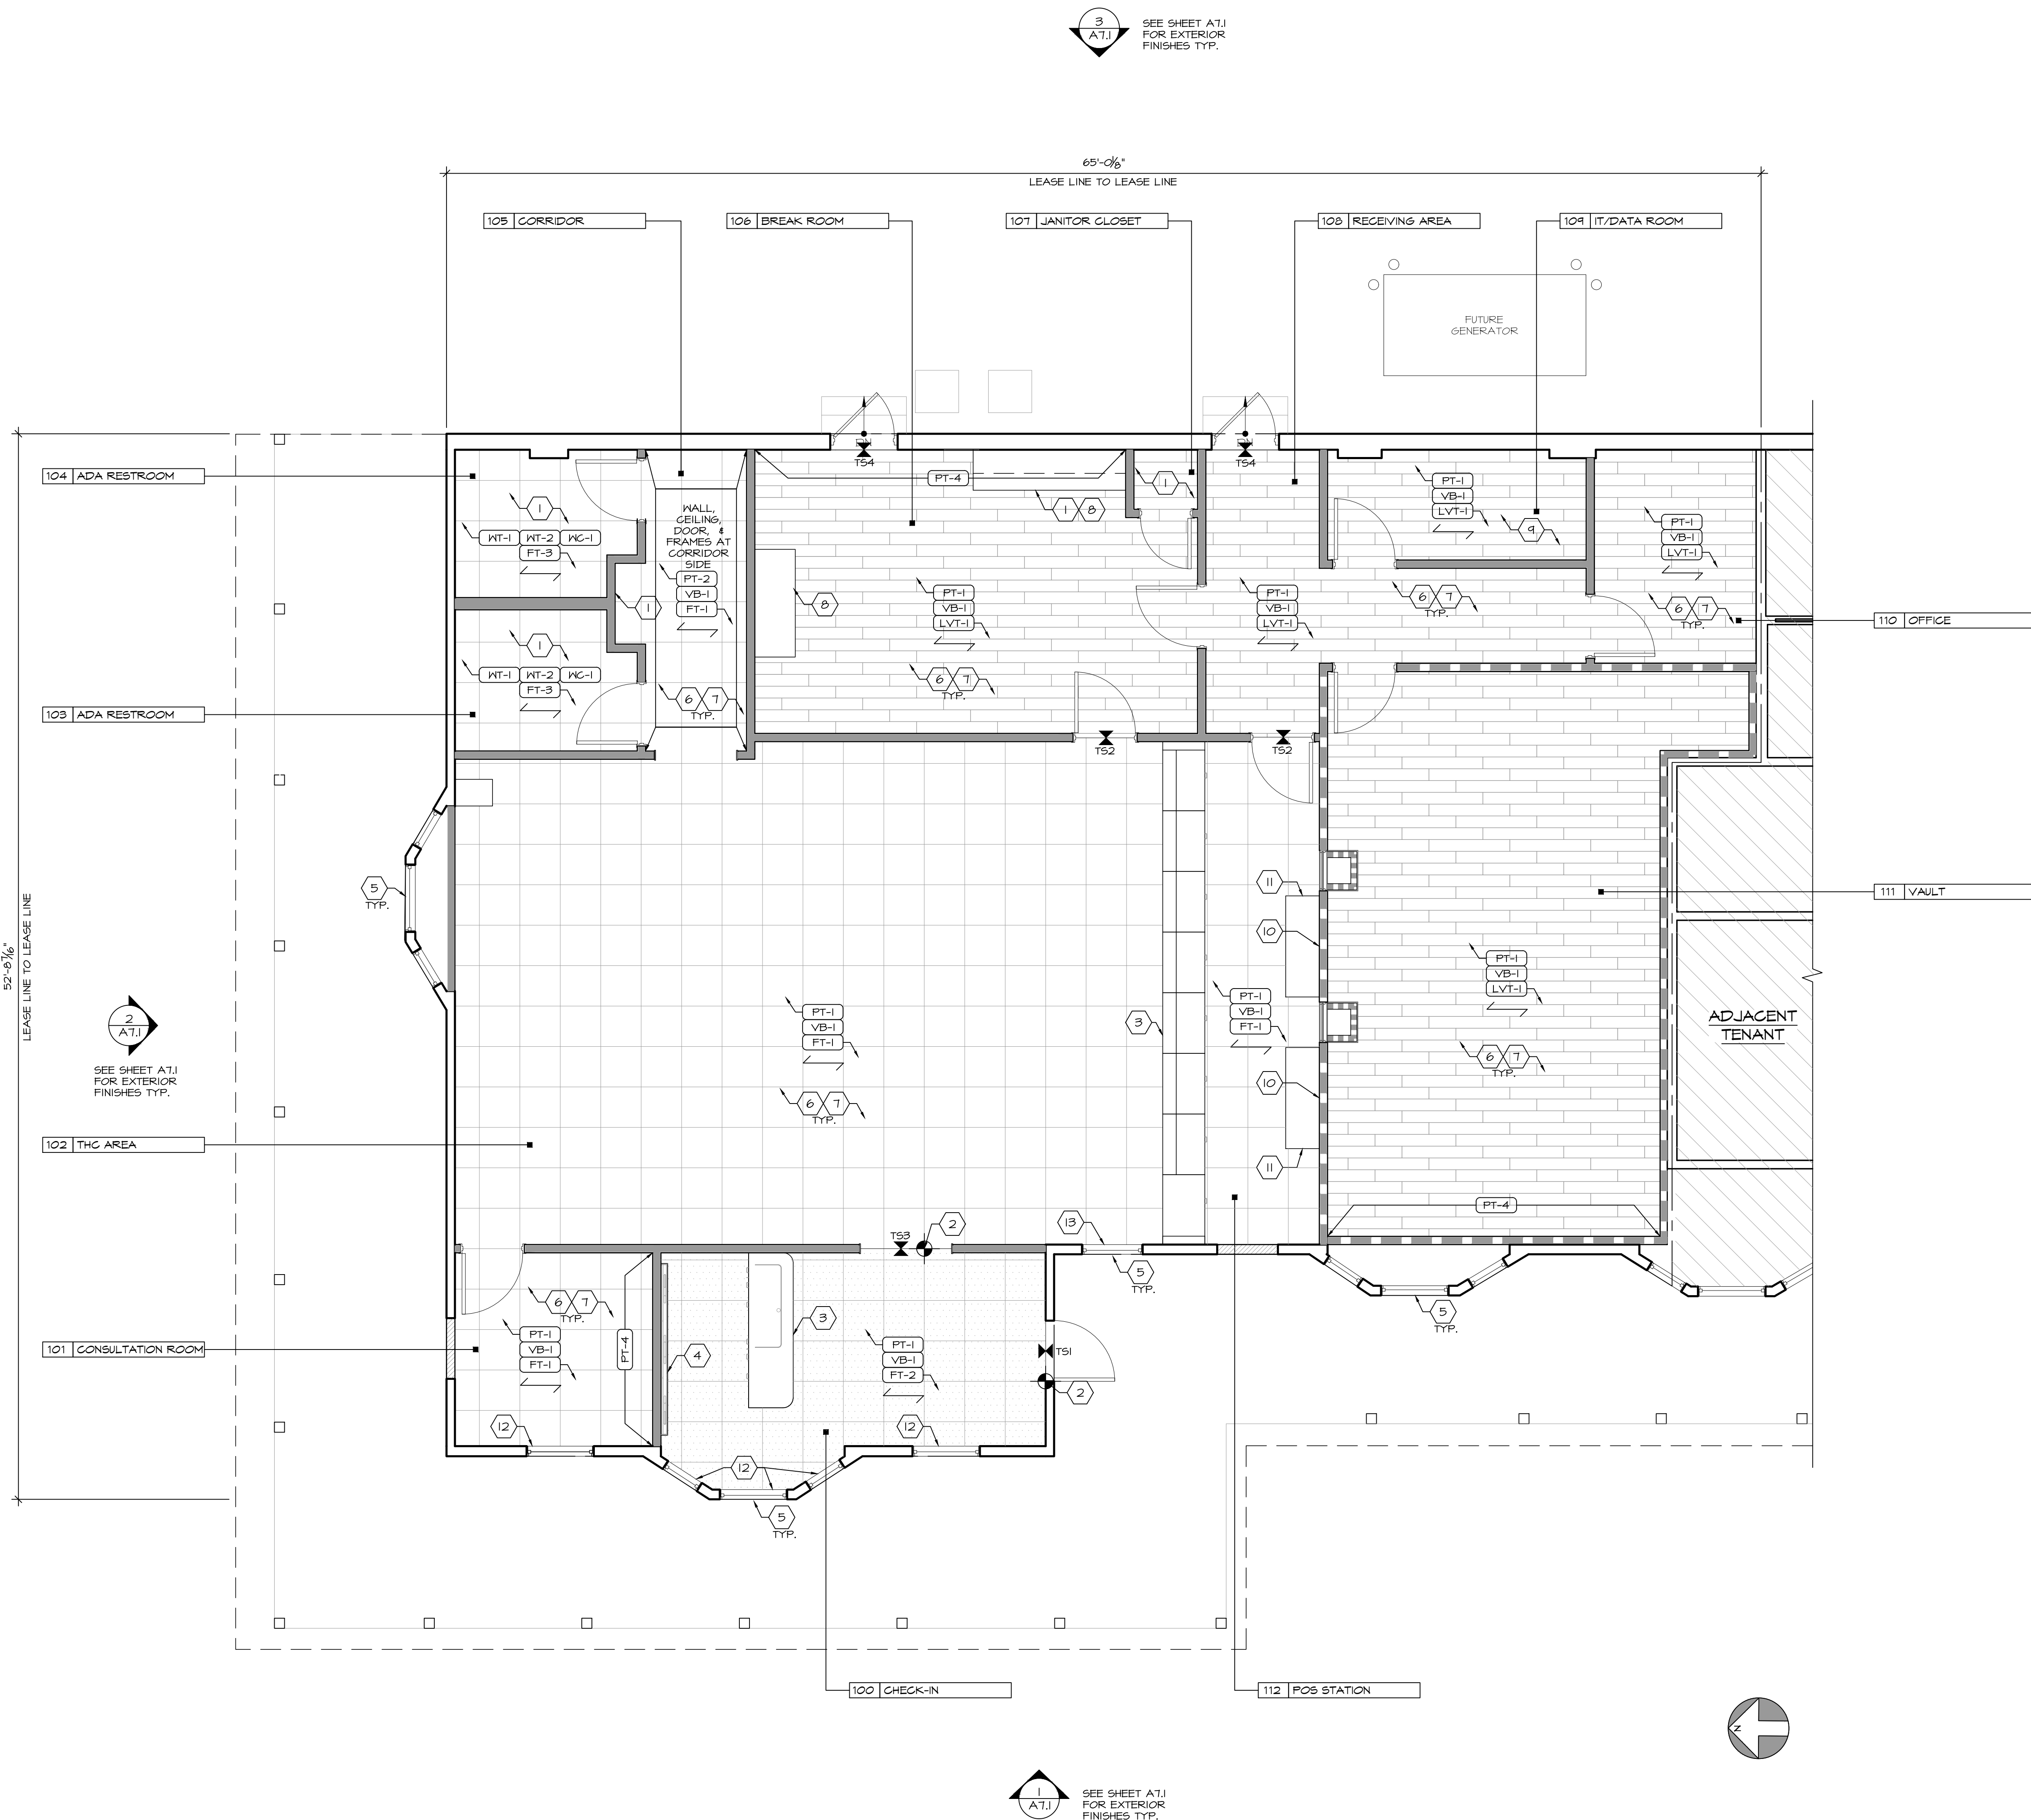 3
A7.1
SEE SHEET A7.1
FOR EXTERIOR
FINISHES TYP.
65'-0 1/8"
LEASE LINE TO LEASE LINE
105 CORRIDOR
106 BREAK ROOM
107 JANITOR CLOSET
108 RECEIVING AREA
109 IT/DATA ROOM
FUTURE
GENERATOR
DN
TS4
DN
TS4
104 ADA RESTROOM
1
WT-1 WT-2 WC-1
FT-3
WALL,
CEILING,
DOOR, &
FRAMES AT
CORRIDOR
SIDE
PT-2
VB-1
FT-1
1
6 7
TYP.
PT-4
1 8
1
8
PT-1
VB-1
LVT-1
6 7
TYP.
PT-1
VB-1
LVT-1
PT-1
VB-1
LVT-1
9
6 7
TYP.
PT-1
VB-1
LVT-1
6 7
TYP.
110 OFFICE
1
WT-1 WT-2 WC-1
FT-3
103 ADA RESTROOM
TS2
TS2
5
TYP.
52'-8 7/16"
LEASE LINE TO LEASE LINE
2
A7.1
SEE SHEET A7.1
FOR EXTERIOR
FINISHES TYP.
11
10
111 VAULT
PT-1
VB-1
FT-1
6 7
TYP.
3
PT-1
VB-1
FT-1
10
11
PT-1
VB-1
LVT-1
6 7
TYP.
ADJACENT
TENANT
102 THC AREA
PT-4
TS3
2
13
5
TYP.
5
TYP.
6 7
TYP.
PT-1
VB-1
FT-1
PT-4
101 CONSULTATION ROOM
4
3
PT-1
VB-1
FT-2
TS1
2
12
12
12
5
TYP.
100 CHECK-IN
112 POS STATION
N
1
A7.1
SEE SHEET A7.1
FOR EXTERIOR
FINISHES TYP.